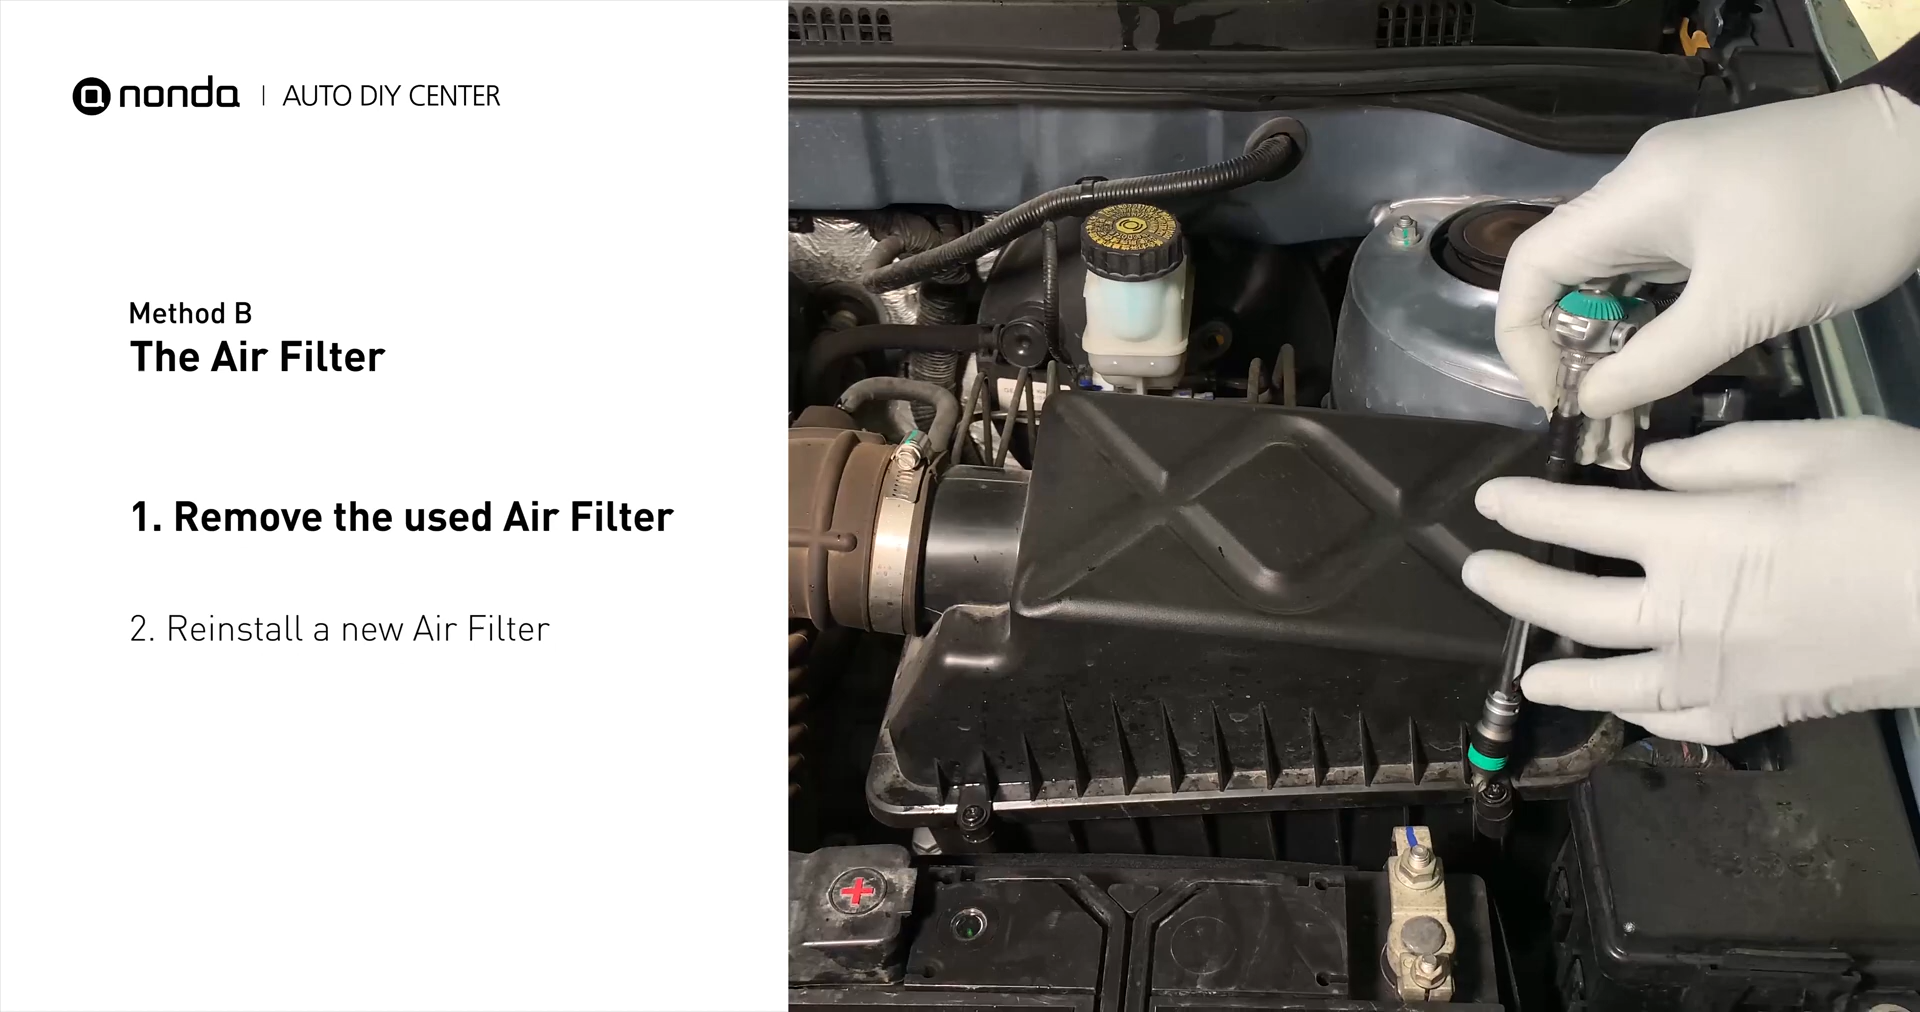 nonda | AUTO DIY CENTER
Method B
The Air Filter
1. Remove the used Air Filter
2. Reinstall a new Air Filter